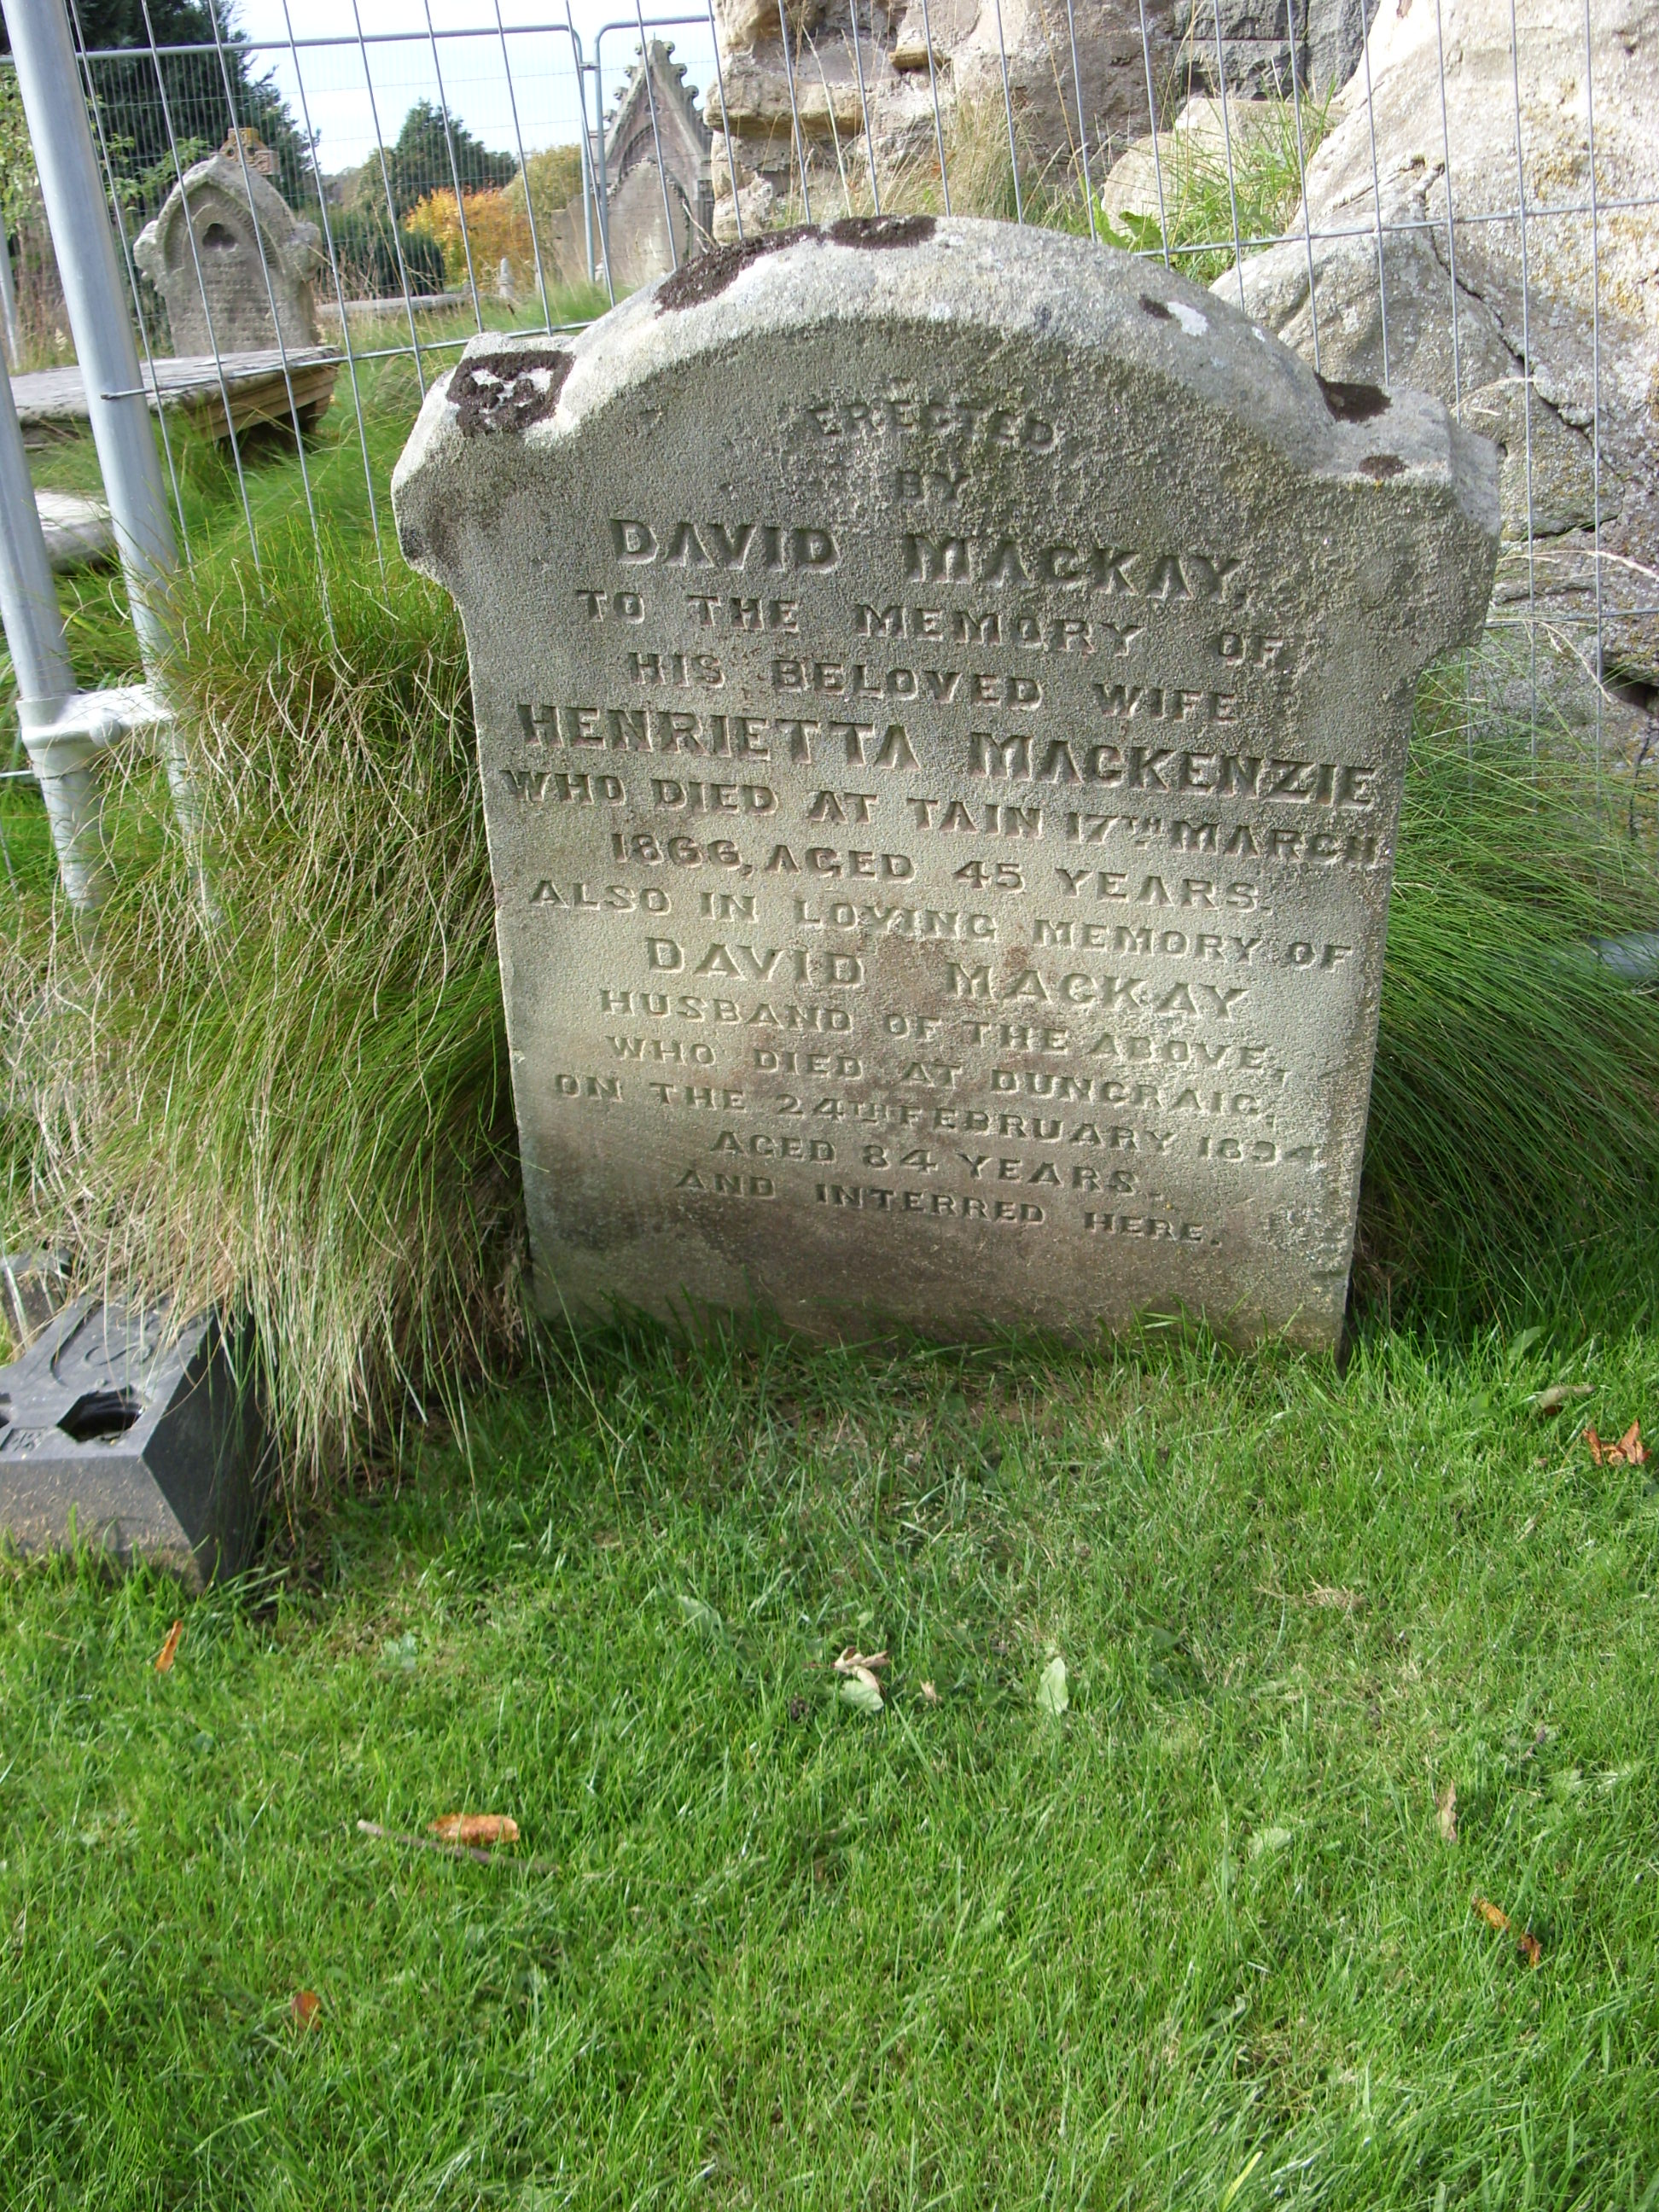 ERECTED
BY
DAVID MACKAY,
TO THE MEMORY OF
HIS BELOVED WIFE
HENRIETTA MACKENZIE
WHO DIED AT TAIN 17TH MARCH
1866, AGED 45 YEARS.
ALSO IN LOVING MEMORY OF
DAVID MACKAY
HUSBAND OF THE ABOVE,
WHO DIED AT DUNCRAIG,
ON THE 24TH FEBRUARY 1894
AGED 84 YEARS.
AND INTERRED HERE.